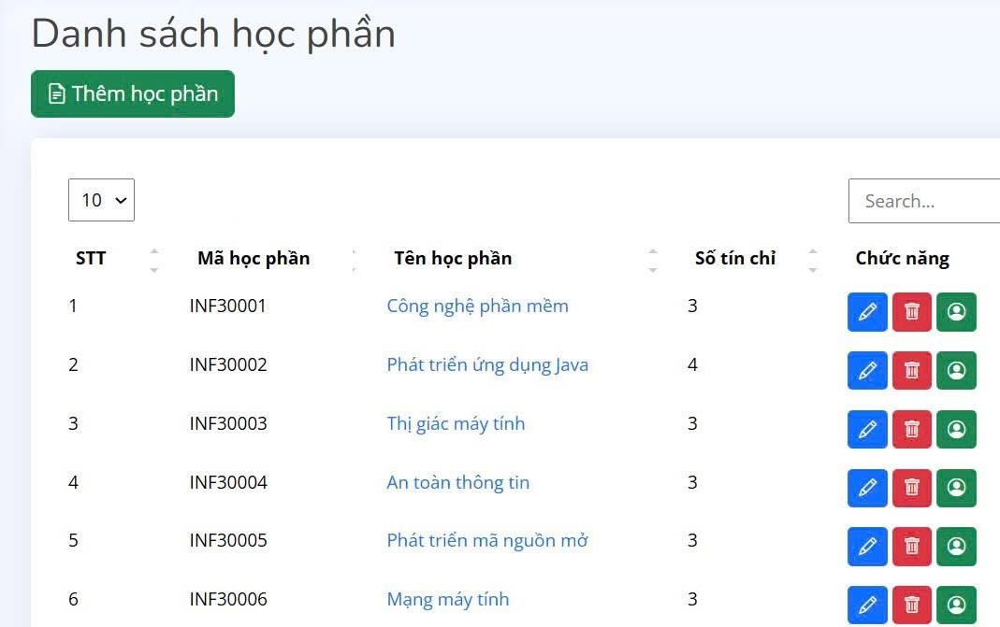 Danh sách học phần
Thêm học phần
10
Search...
STT Mã học phần Tên học phần Số tín chỉ Chức năng
1 INF30001 Công nghệ phần mềm 3
2 INF30002 Phát triển ứng dụng Java 4
3 INF30003 Thị giác máy tính 3
4 INF30004 An toàn thông tin 3
5 INF30005 Phát triển mã nguồn mở 3
6 INF30006 Mạng máy tính 3